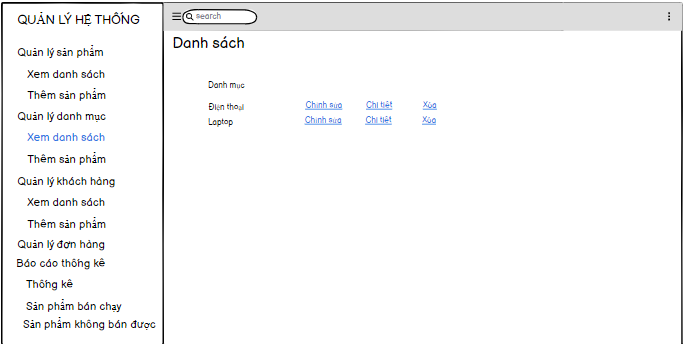 QUẢN LÝ HỆ THỐNG
Quản lý sản phẩm
Xem danh sách
Thêm sản phẩm
Quản lý danh mục
Xem danh sách
Thêm sản phẩm
Quản lý khách hàng
Xem danh sách
Thêm sản phẩm
Quản lý đơn hàng
Báo cáo thống kê
Thống kê
Sản phẩm bán chạy
Sản phẩm không bán được
search
Danh sách
Danh mục
Điện thoại Chỉnh sửa Chi tiết Xóa
Laptop Chỉnh sửa Chi tiết Xóa